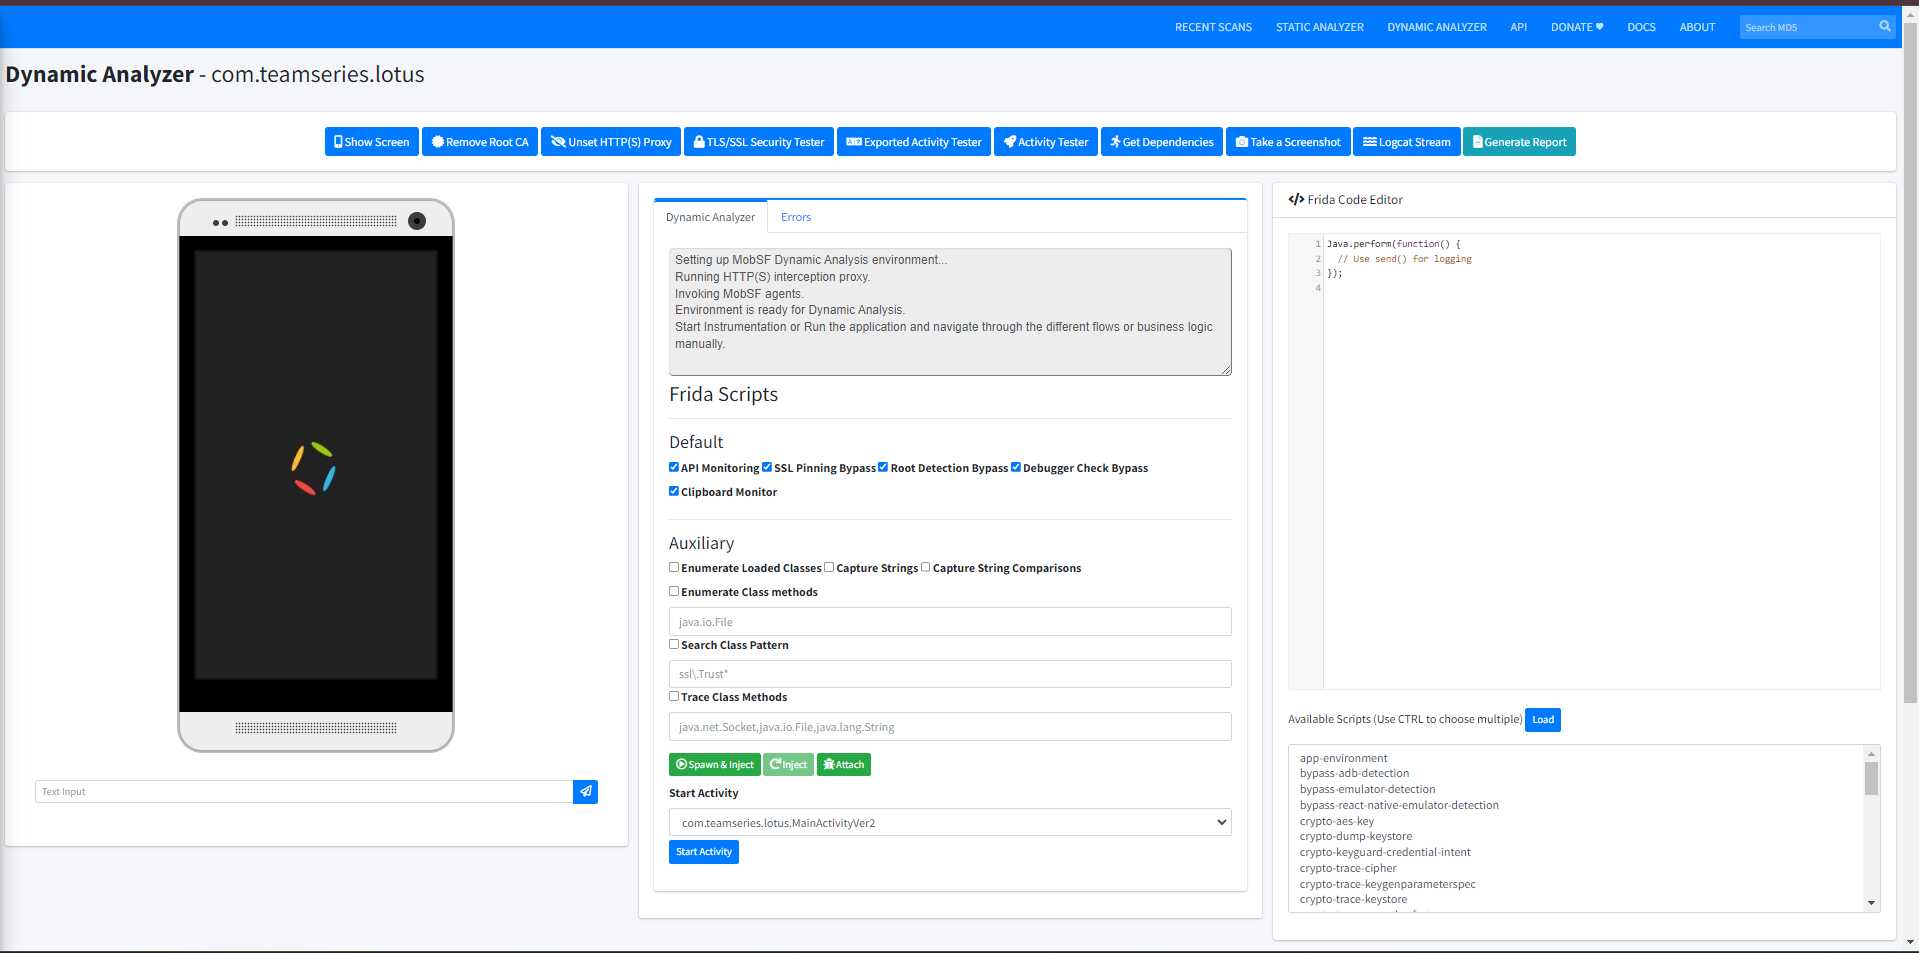 RECENT SCANS STATIC ANALYZER DYNAMIC ANALYZER API DONATE ♥ DOCS ABOUT Search MD5
Dynamic Analyzer - com.teamseries.lotus
Show Screen Remove Root CA Unset HTTP(S) Proxy TLS/SSL Security Tester Exported Activity Tester Activity Tester Get Dependencies Take a Screenshot Logcat Stream Generate Report
Text Input
Dynamic Analyzer Errors
Setting up MobSF Dynamic Analysis environment...
Running HTTP(S) interception proxy.
Invoking MobSF agents.
Environment is ready for Dynamic Analysis.
Start Instrumentation or Run the application and navigate through the different flows or business logic
manually.
Frida Scripts
Default
API Monitoring SSL Pinning Bypass Root Detection Bypass Debugger Check Bypass
Clipboard Monitor
Auxiliary
Enumerate Loaded Classes Capture Strings Capture String Comparisons
Enumerate Class methods
java.io.File
Search Class Pattern
ssl\.Trust*
Trace Class Methods
java.net.Socket,java.io.File,java.lang.String
Spawn & Inject Inject Attach
Start Activity
com.teamseries.lotus.MainActivityVer2
Start Activity
</> Frida Code Editor
1 Java.perform(function() {
2 // Use send() for logging
3 });
4
Available Scripts (Use CTRL to choose multiple) Load
app-environment
bypass-adb-detection
bypass-emulator-detection
bypass-react-native-emulator-detection
crypto-aes-key
crypto-dump-keystore
crypto-keyguard-credential-intent
crypto-trace-cipher
crypto-trace-keygenparameterspec
crypto-trace-keystore